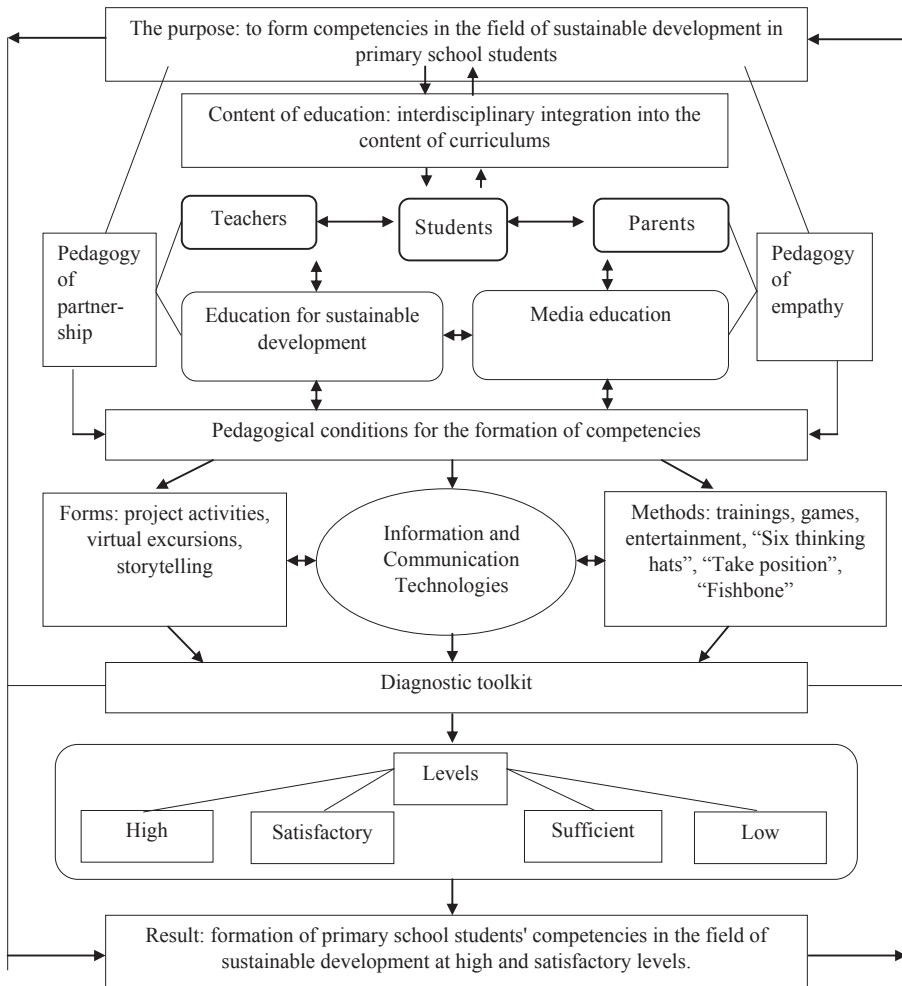 The purpose: to form competencies in the field of sustainable development in
primary school students
Content of education: interdisciplinary integration into the
content of curriculums
Teachers
Students
Parents
Pedagogy
of
partner-
ship
Education for sustainable
development
Media education
Pedagogy
of
empathy
Pedagogical conditions for the formation of competencies
Forms: project activities,
virtual excursions,
storytelling
Information and
Communication
Technologies
Methods: trainings, games,
entertainment, “Six thinking
hats”, “Take position”,
“Fishbone”
Diagnostic toolkit
Levels
High
Satisfactory
Sufficient
Low
Result: formation of primary school students' competencies in the field of
sustainable development at high and satisfactory levels.